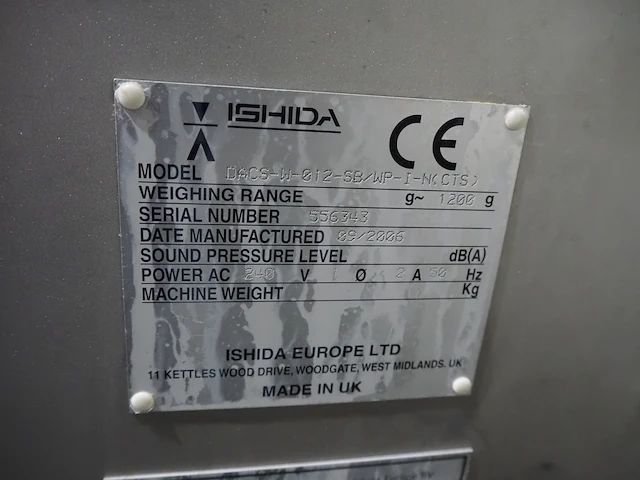 ISHIDA
CE
MODEL DACS-W-012-SB/WP-I-N(CTS)
WEIGHING RANGE g~ 1200 g
SERIAL NUMBER 556343
DATE MANUFACTURED 09/2006
SOUND PRESSURE LEVEL dB(A)
POWER AC 240 V 1 Ø 2 A 50 Hz
MACHINE WEIGHT Kg
ISHIDA EUROPE LTD
11 KETTLES WOOD DRIVE, WOODGATE, WEST MIDLANDS. UK
MADE IN UK